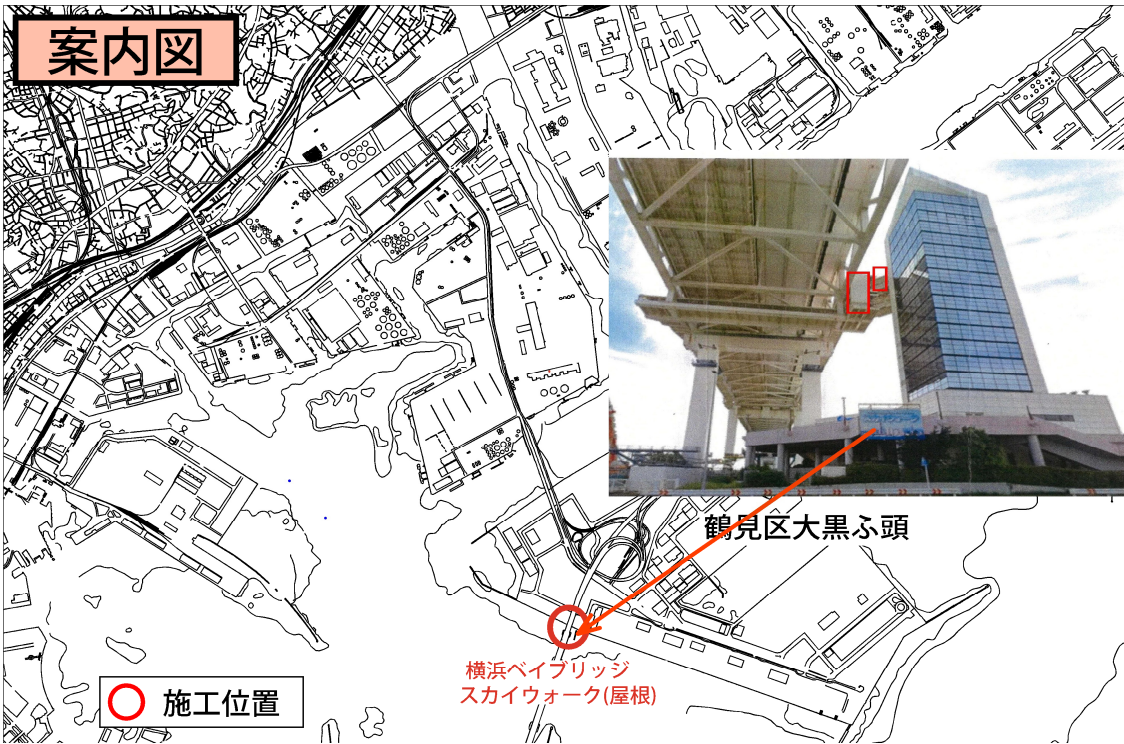 案内図
鶴見区大黒ふ頭
横浜ベイブリッジ
スカイウォーク(屋根)
施工位置